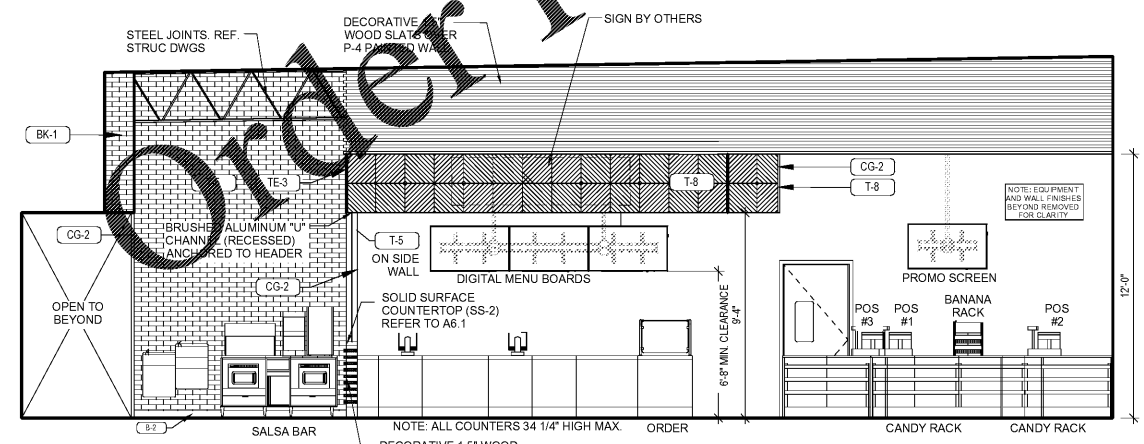 SIGN BY OTHERS
DECORATIVE
WOOD SLATS OVER
P-4 PAINTED WALL
STEEL JOINTS. REF.
STRUC DWGS
Order
BK-1
CG-2
TE-3
T-8
T-8
NOTE: EQUIPMENT
AND WALL FINISHES
BEYOND REMOVED
FOR CLARITY
CG-2
BRUSHED ALUMINUM "U"
CHANNEL (RECESSED)
ANCHORED TO HEADER
T-5
ON SIDE
WALL
CG-2
DIGITAL MENU BOARDS
PROMO SCREEN
OPEN TO
BEYOND
SOLID SURFACE
COUNTERTOP (SS-2)
REFER TO A6.1
6'-8" MIN. CLEARANCE
9'-4"
12'-0"
POS
#3
POS
#1
BANANA
RACK
POS
#2
B-2
SALSA BAR
NOTE: ALL COUNTERS 34 1/4" HIGH MAX.
ORDER
CANDY RACK
CANDY RACK
DECORATIVE 1.5" WOOD